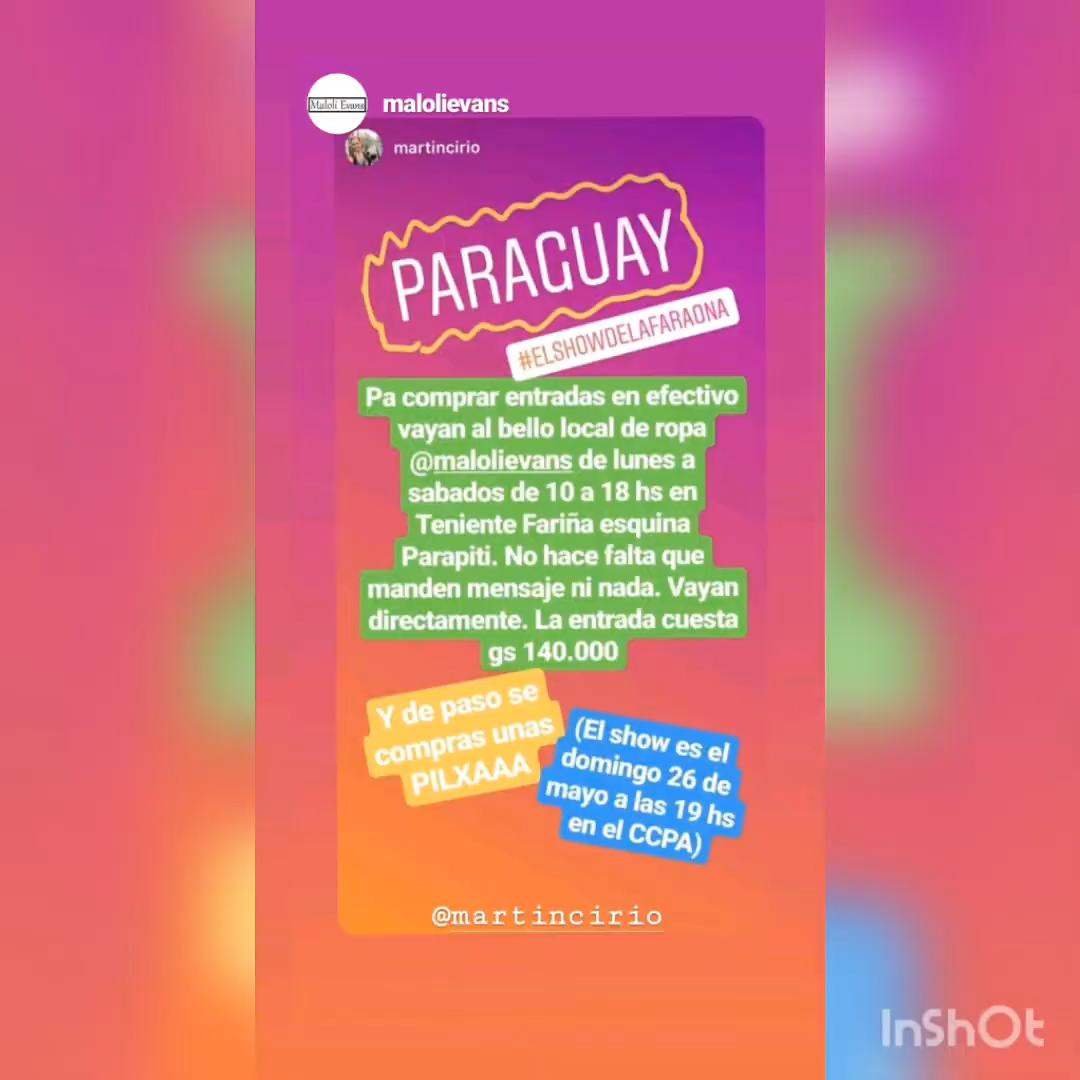 Maloli Evans
malolievans
martincirio
PARAGUAY
#ELSHOWDELAFARAONA
Pa comprar entradas en efectivo
vayan al bello local de ropa
@malolievans de lunes a
sabados de 10 a 18 hs en
Teniente Fariña esquina
Parapiti. No hace falta que
manden mensaje ni nada. Vayan
directamente. La entrada cuesta
gs 140.000
Y de paso se
compras unas
PILXAAA
(El show es el
domingo 26 de
mayo a las 19 hs
en el CCPA)
@martincirio
InShOt